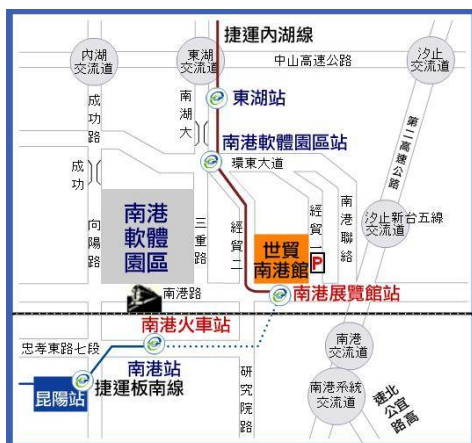 捷運內湖線
內湖
交流道
東湖
交流道
中山高速公路
汐止
交流道
成功路
南湖大
東湖站
第二高速公路
南港軟體園區站
環東大道
成功
向陽路
南港
軟體
園區
三重路
經貿二
世貿
南港館
經貿一
P
南港聯絡
汐止新台五線
交流道
南港路
南港展覽館站
南港火車站
忠孝東路七段
南港站
捷運板南線
昆陽站
研究院路
南港
交流道
南港系統
交流道
北宜高
速公路